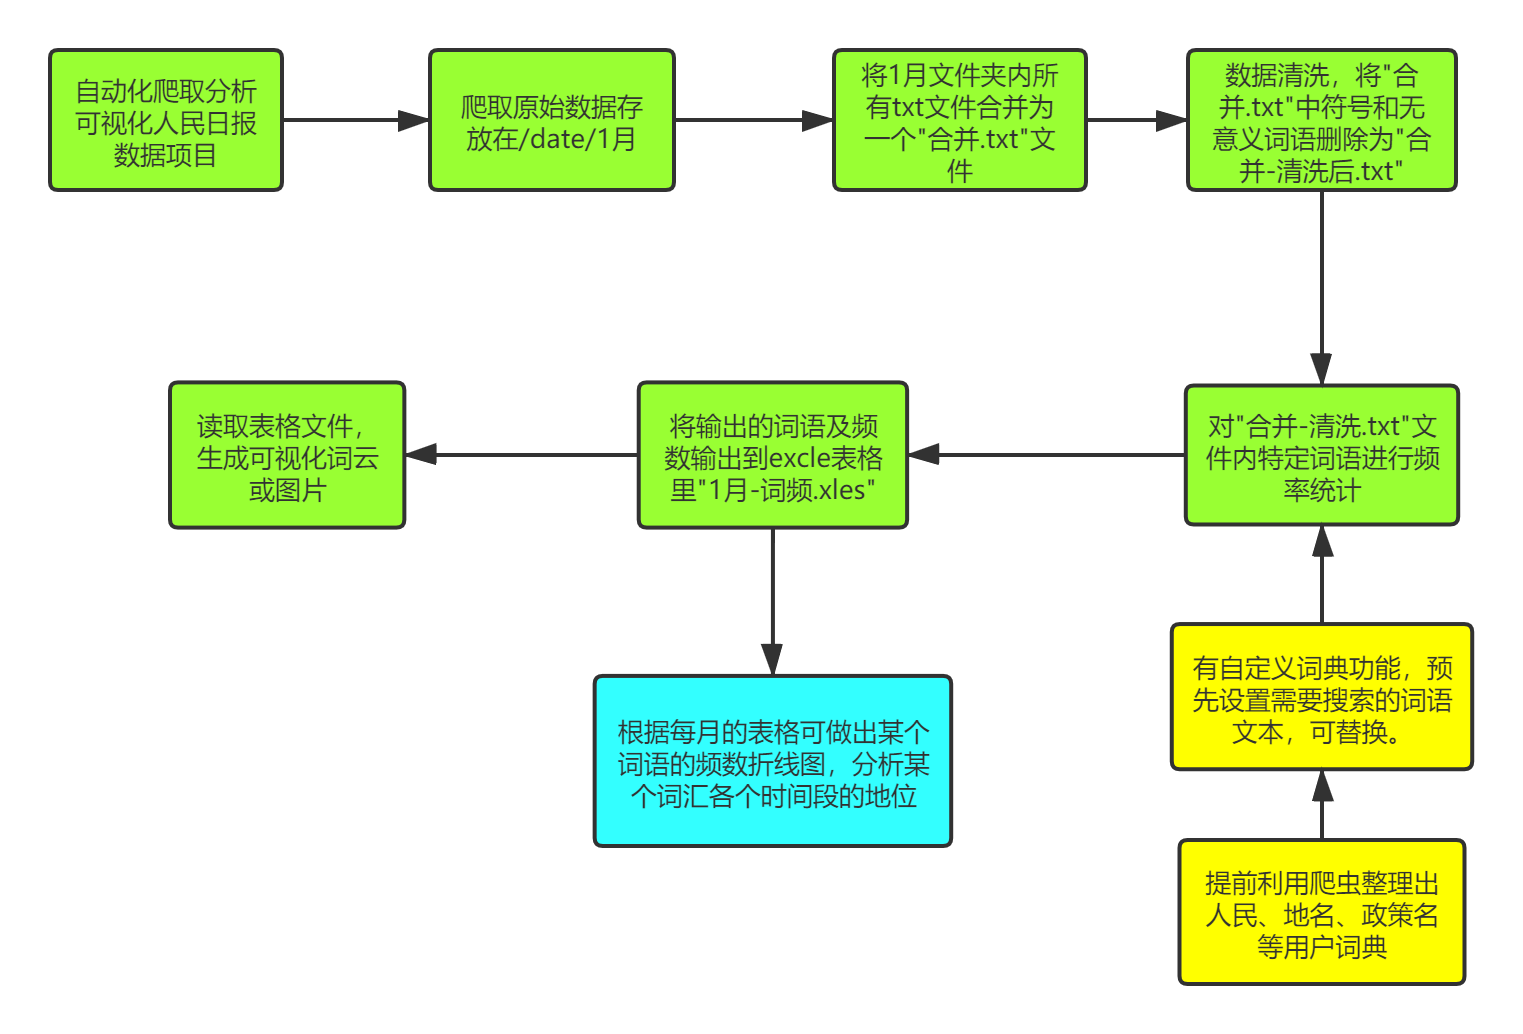 自动化爬取分析
可视化人民日报
数据项目
爬取原始数据存
放在/date/1月
将1月文件夹内所
有txt文件合并为
一个"合并.txt"文
件
数据清洗，将"合
并.txt"中符号和无
意义词语删除为"合
并-清洗后.txt"
读取表格文件，
生成可视化词云
或图片
将输出的词语及频
数输出到excle表格
里"1月-词频.xles"
对"合并-清洗.txt"文
件内特定词语进行频
率统计
有自定义词典功能，预
先设置需要搜索的词语
文本，可替换。
根据每月的表格可做出某个
词语的频数折线图，分析某
个词汇各个时间段的地位
提前利用爬虫整理出
人民、地名、政策名
等用户词典